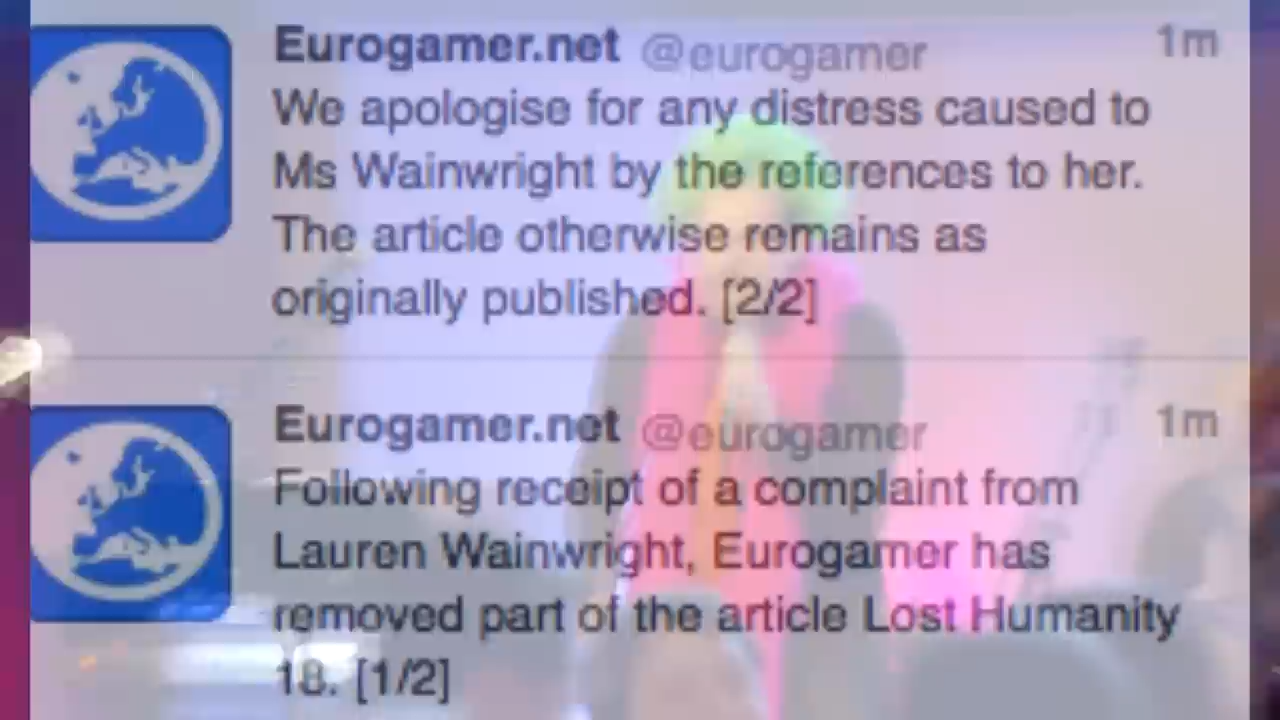 Eurogamer.net @eurogamer 1m
We apologise for any distress caused to
Ms Wainwright by the references to her.
The article otherwise remains as
originally published. [2/2]
Eurogamer.net @eurogamer 1m
Following receipt of a complaint from
Lauren Wainwright, Eurogamer has
removed part of the article Lost Humanity
18. [1/2]